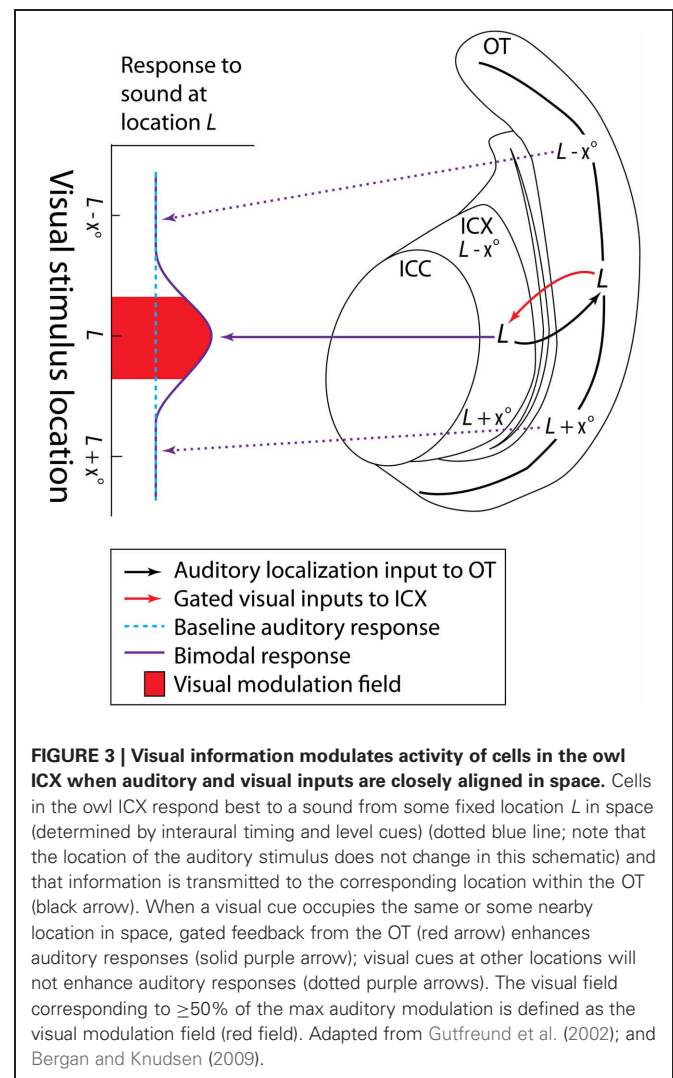 Response to
sound at
location L
OT
L - x°
ICX
L - x°
ICC
L
L
L + x°
L + x°
Visual stimulus location
L - x°
L
L + x°
Auditory localization input to OT
Gated visual inputs to ICX
Baseline auditory response
Bimodal response
Visual modulation field
FIGURE 3 | Visual information modulates activity of cells in the owl
ICX when auditory and visual inputs are closely aligned in space. Cells
in the owl ICX respond best to a sound from some fixed location L in space
(determined by interaural timing and level cues) (dotted blue line; note that
the location of the auditory stimulus does not change in this schematic) and
that information is transmitted to the corresponding location within the OT
(black arrow). When a visual cue occupies the same or some nearby
location in space, gated feedback from the OT (red arrow) enhances
auditory responses (solid purple arrow); visual cues at other locations will
not enhance auditory responses (dotted purple arrows). The visual field
corresponding to ≥50% of the max auditory modulation is defined as the
visual modulation field (red field). Adapted from Gutfreund et al. (2002); and
Bergan and Knudsen (2009).